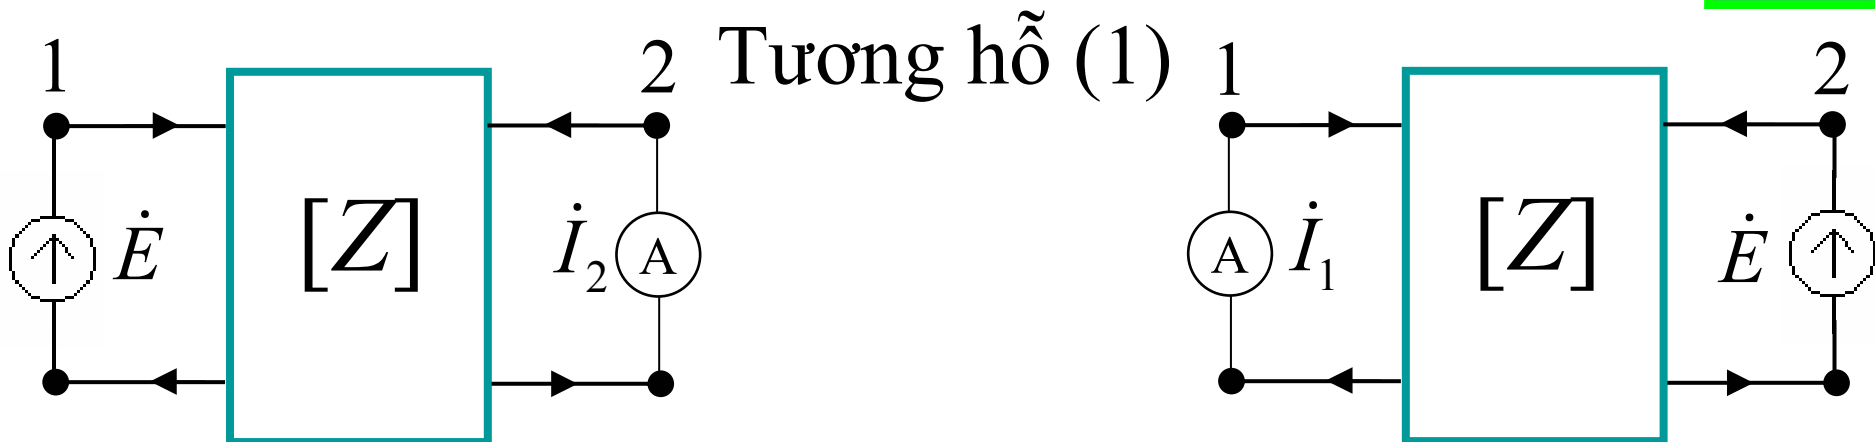 Tương hỗ (1)
1 2 1 2
Ė [Z] İ2 A A İ1 [Z] Ė